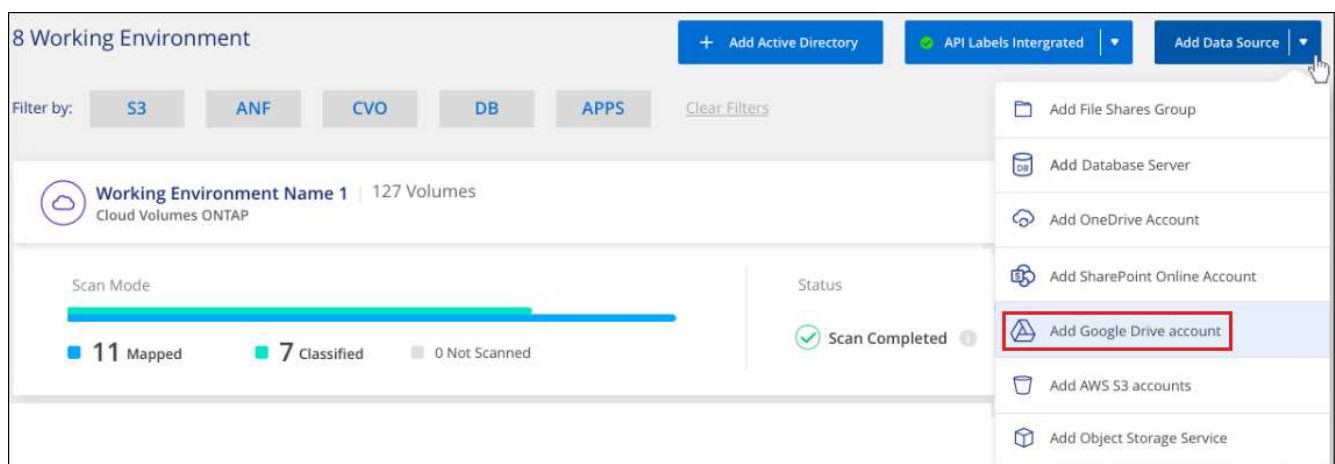 8 Working Environment
+ Add Active Directory
API Labels Intergrated
Add Data Source
Filter by:
S3
ANF
CVO
DB
APPS
Clear Filters
Working Environment Name 1 | 127 Volumes
Cloud Volumes ONTAP
Scan Mode
11 Mapped
7 Classified
0 Not Scanned
Status
Scan Completed
Add File Shares Group
DB
Add Database Server
Add OneDrive Account
S
Add SharePoint Online Account
Add Google Drive account
Add AWS S3 accounts
Add Object Storage Service